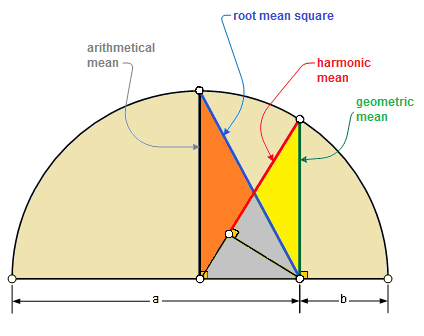 root mean square
arithmetical
mean
harmonic
mean
geometric
mean
a
b